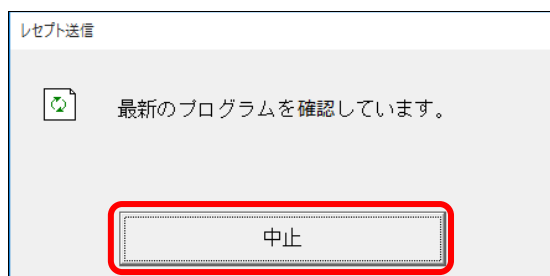 レセプト送信
最新のプログラムを確認しています。
中止